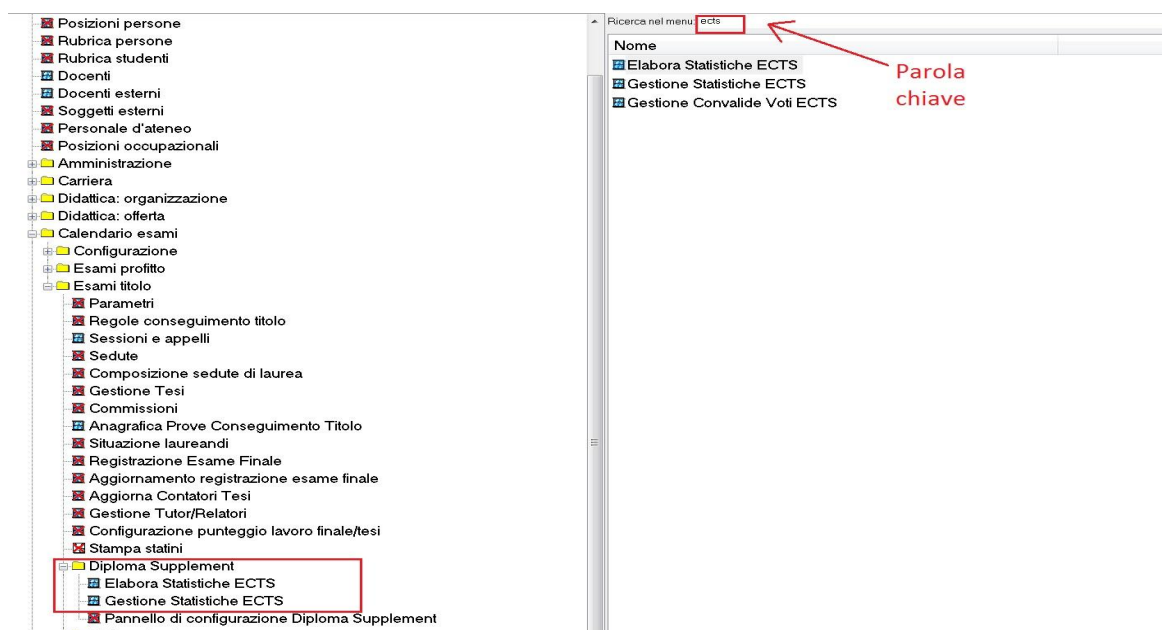 Posizioni persone
Rubrica persone
Rubrica studenti
Docenti
Docenti esterni
Soggetti esterni
Personale d'ateneo
Posizioni occupazionali
Amministrazione
Carriera
Didattica: organizzazione
Didattica: offerta
Calendario esami
Configurazione
Esami profitto
Esami titolo
Parametri
Regole conseguimento titolo
Sessioni e appelli
Sedute
Composizione sedute di laurea
Gestione Tesi
Commissioni
Anagrafica Prove Conseguimento Titolo
Situazione laureandi
Registrazione Esame Finale
Aggiornamento registrazione esame finale
Aggiorna Contatori Tesi
Gestione Tutor/Relatori
Configurazione punteggio lavoro finale/tesi
Stampa statini
Diploma Supplement
Elabora Statistiche ECTS
Gestione Statistiche ECTS
Pannello di configurazione Diploma Supplement
Ricerca nel menu: ects
Nome
Elabora Statistiche ECTS
Gestione Statistiche ECTS
Gestione Convalide Voti ECTS
Parola
chiave